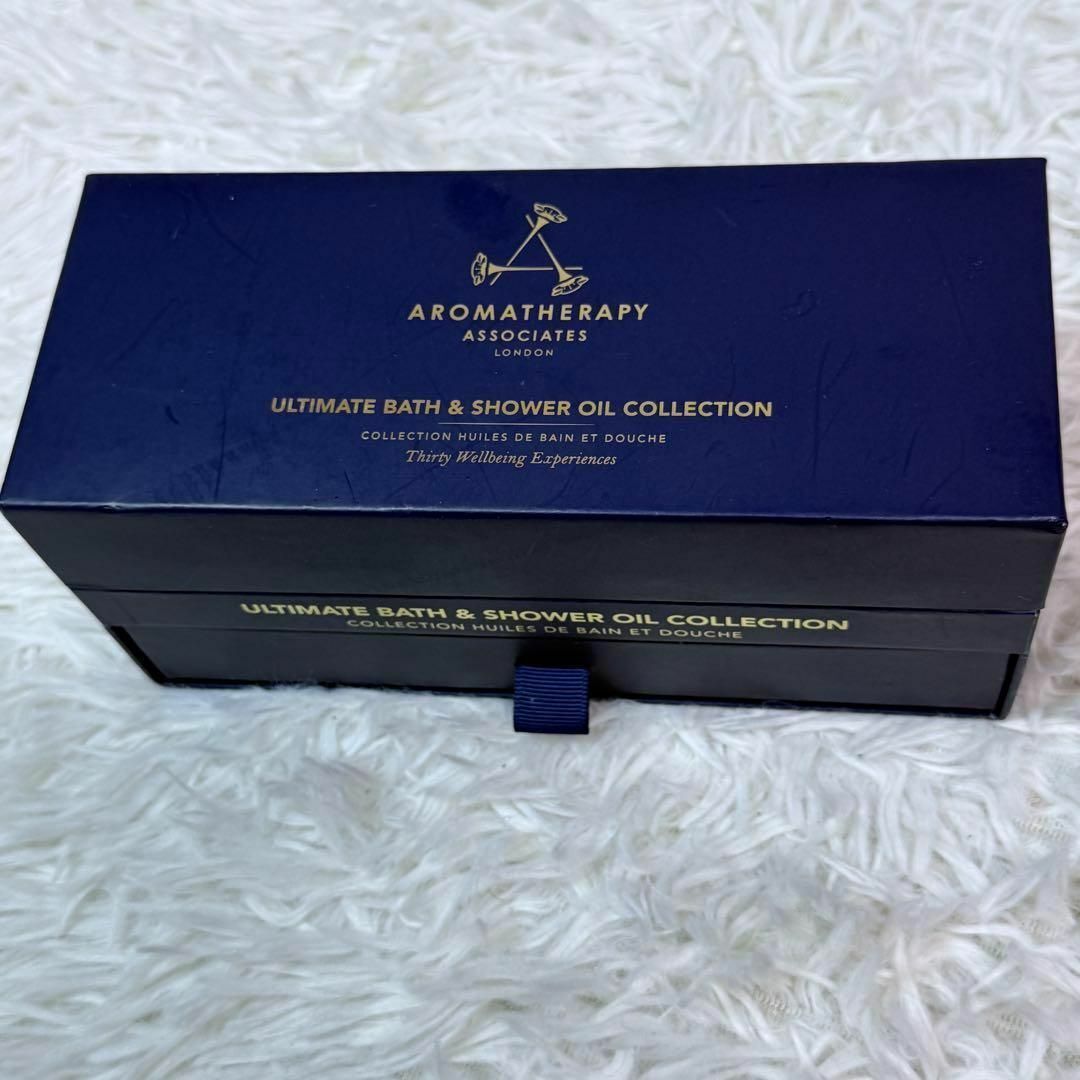 AROMATHERAPY
ASSOCIATES
LONDON
ULTIMATE BATH & SHOWER OIL COLLECTION
COLLECTION HUILES DE BAIN ET DOUCHE
Thirty Wellbeing Experiences
ULTIMATE BATH & SHOWER OIL COLLECTION
COLLECTION HUILES DE BAIN ET DOUCHE